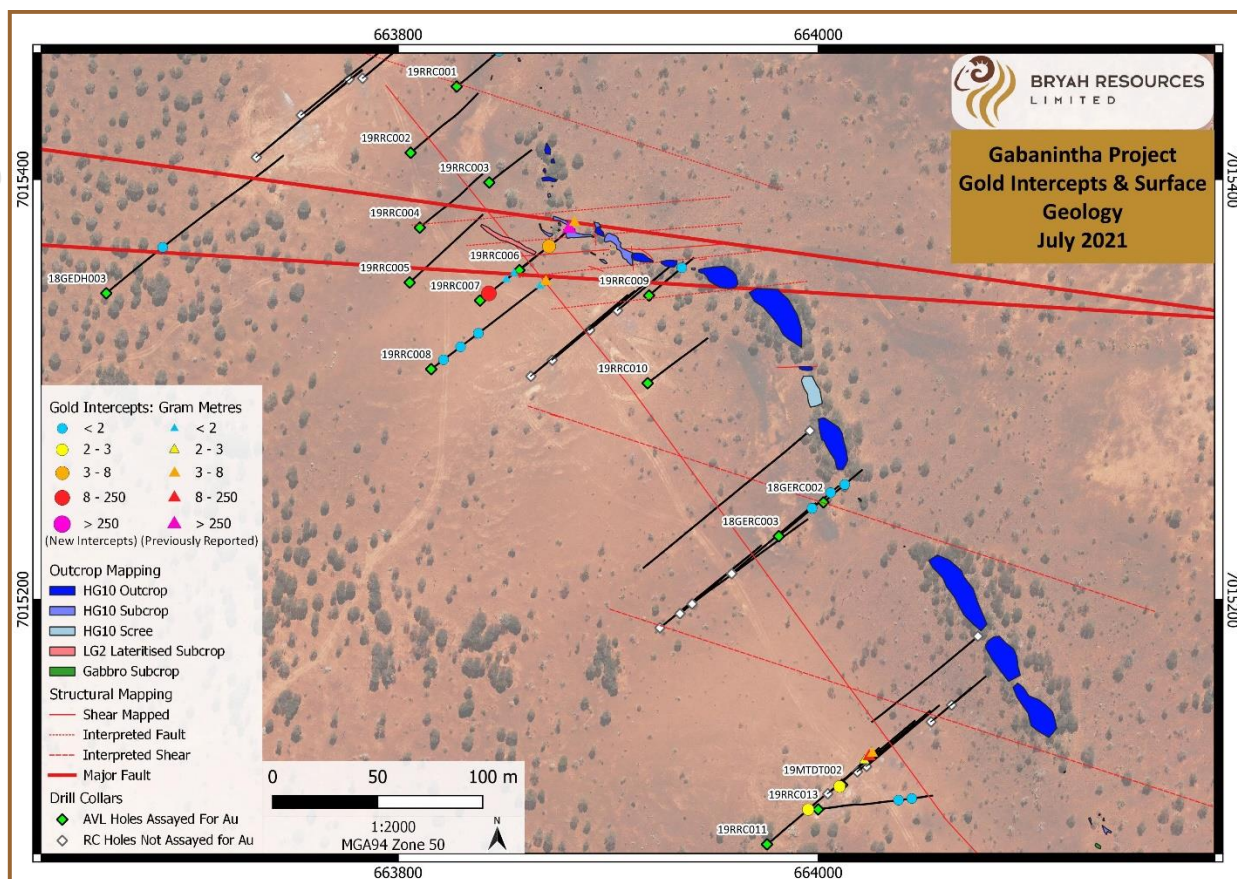 663800
664000
BRYAH RESOURCES
LIMITED
Gabanintha Project
Gold Intercepts & Surface
Geology
July 2021
7015400
7015400
7015200
19RRC001
19RRC002
19RRC003
19RRC004
19RRC005
19RRC006
19RRC007
19RRC008
19RRC009
19RRC010
18GEDH003
18GERC002
18GERC003
19MTDT002
19RRC013
19RRC011
Gold Intercepts: Gram Metres
< 2 < 2
2 - 3 2 - 3
3 - 8 3 - 8
8 - 250 8 - 250
> 250 > 250
(New Intercepts) (Previously Reported)
Outcrop Mapping
HG10 Outcrop
HG10 Subcrop
HG10 Scree
LG2 Lateritised Subcrop
Gabbro Subcrop
Structural Mapping
Shear Mapped
Interpreted Fault
Interpreted Shear
Major Fault
Drill Collars
AVL Holes Assayed For Au
RC Holes Not Assayed for Au
0 50 100 m
1:2000
MGA94 Zone 50
N
663800
664000